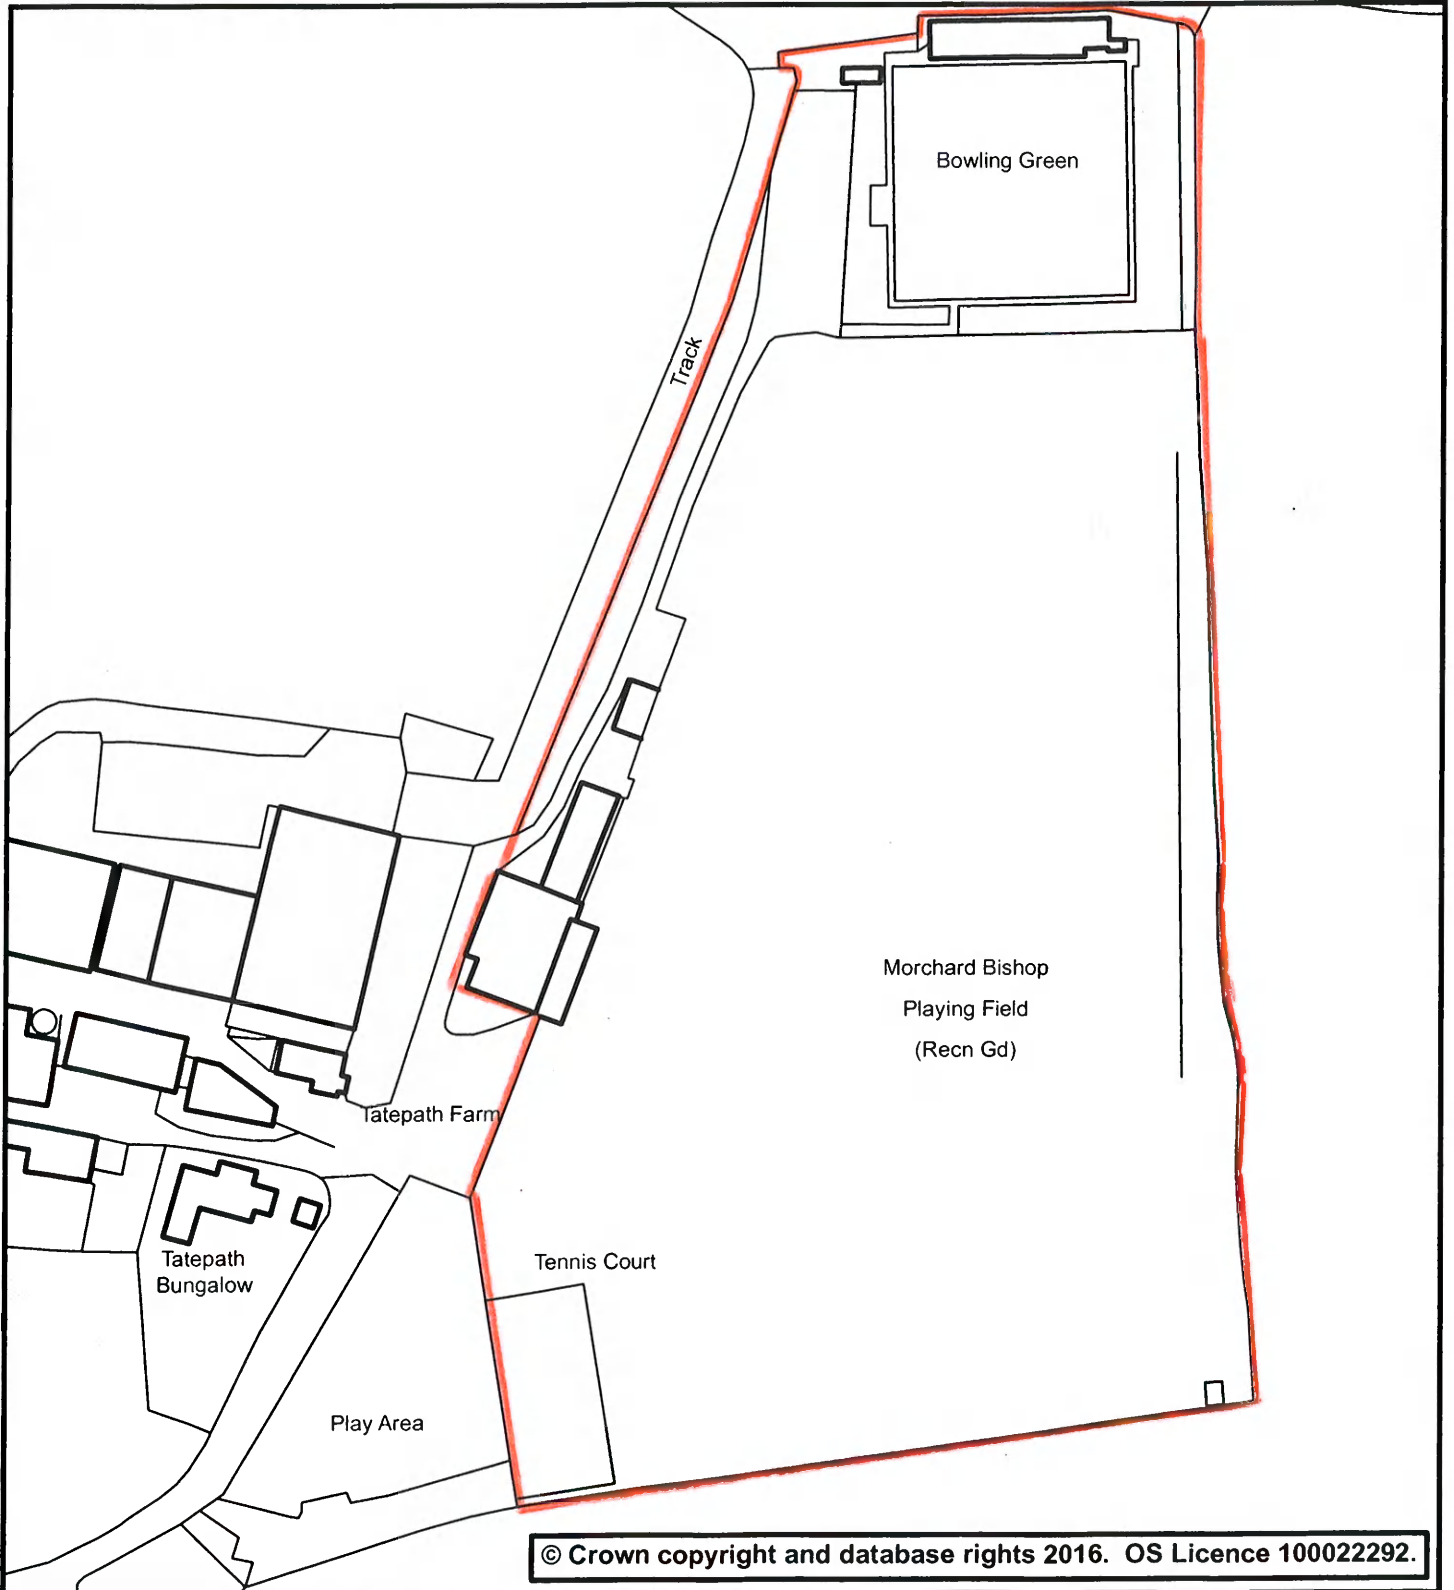 Bowling Green
Track
Morchard Bishop
Playing Field
(Recn Gd)
Tatepath Farm
Tatepath
Bungalow
Tennis Court
Play Area
© Crown copyright and database rights 2016. OS Licence 100022292.